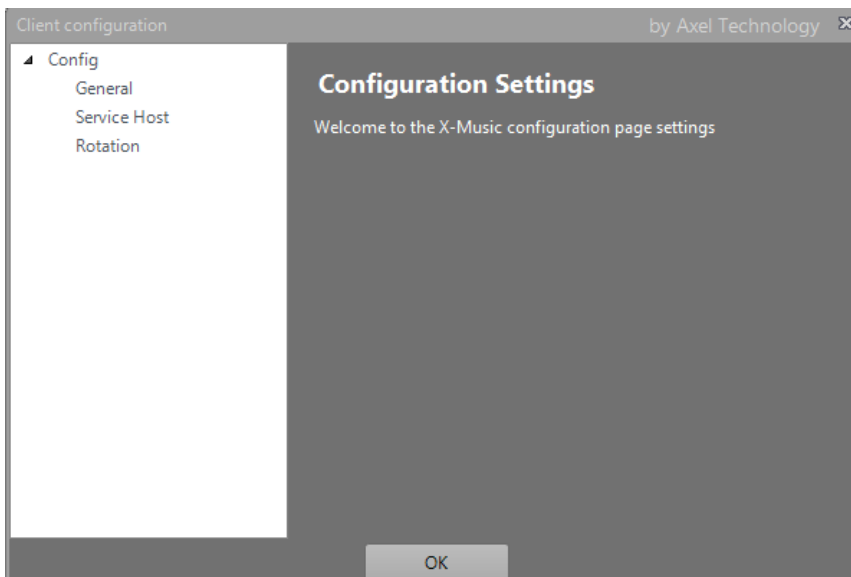 Client configuration by Axel Technology
Config
General
Service Host
Rotation
Configuration Settings
Welcome to the X-Music configuration page settings
OK